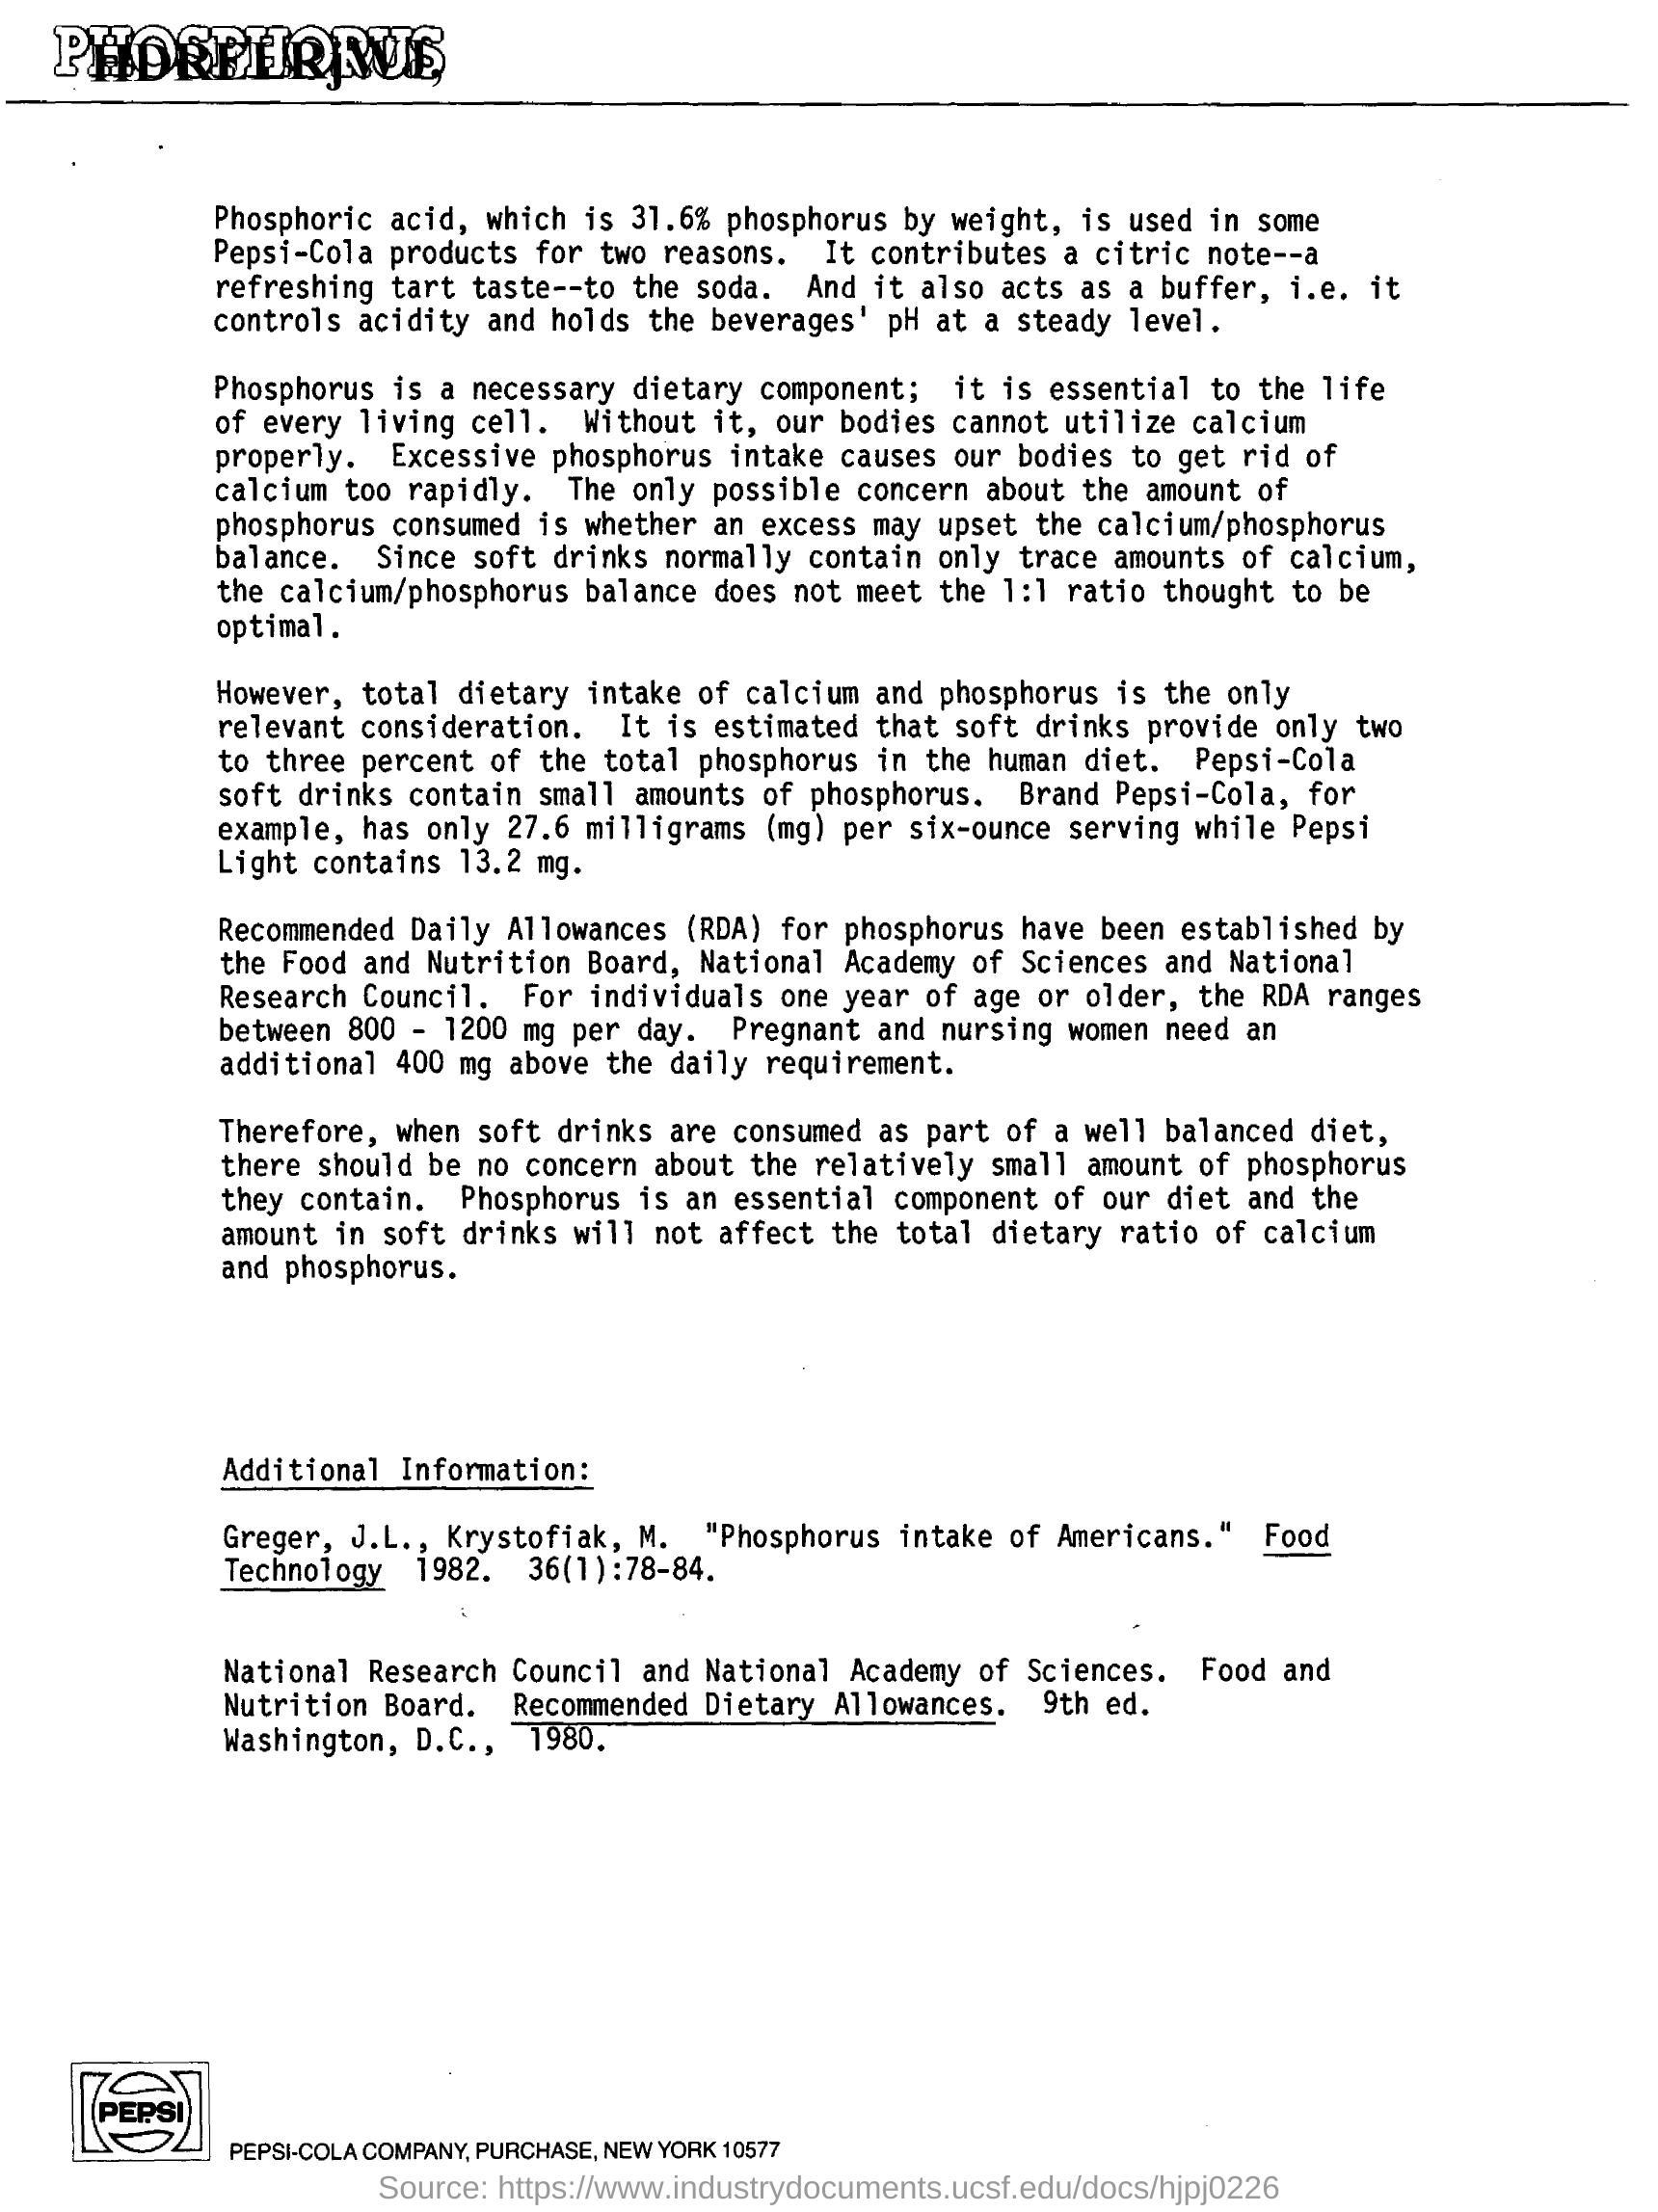 PHOSPHORUS
Phosphoric acid, which is 31.6% phosphorus by weight, is used in some
Pepsi-Cola products for two reasons. It contributes a citric note--a
refreshing tart taste--to the soda. And it also acts as a buffer, i.e. it
controls acidity and holds the beverages' pH at a steady level.
Phosphorus is a necessary dietary component; it is essential to the life
of every living cell. Without it, our bodies cannot utilize calcium
properly. Excessive phosphorus intake causes our bodies to get rid of
calcium too rapidly. The only possible concern about the amount of
phosphorus consumed is whether an excess may upset the calcium/phosphorus
balance. Since soft drinks normally contain only trace amounts of calcium,
the calcium/phosphorus balance does not meet the 1:1 ratio thought to be
optimal.
However, total dietary intake of calcium and phosphorus is the only
relevant consideration. It is estimated that soft drinks provide only two
to three percent of the total phosphorus in the human diet. Pepsi-Cola
soft drinks contain small amounts of phosphorus. Brand Pepsi-Cola, for
example, has only 27.6 milligrams (mg) per six-ounce serving while Pepsi
Light contains 13.2 mg.
Recommended Daily Allowances (RDA) for phosphorus have been established by
the Food and Nutrition Board, National Academy of Sciences and National
Research Council. For individuals one year of age or older, the RDA ranges
between 800 - 1200 mg per day. Pregnant and nursing women need an
additional 400 mg above the daily requirement.
Therefore, when soft drinks are consumed as part of a well balanced diet,
there should be no concern about the relatively small amount of phosphorus
they contain. Phosphorus is an essential component of our diet and the
amount in soft drinks will not affect the total dietary ratio of calcium
and phosphorus.
Additional Information:
Greger, J.L., Krystofiak, M. "Phosphorus intake of Americans." Food
Technology 1982. 36(1):78-84.
National Research Council and National Academy of Sciences. Food and
Nutrition Board. Recommended Dietary Allowances. 9th ed.
Washington, D.C., 1980.
PEPSI
PEPSI-COLA COMPANY, PURCHASE, NEW YORK 10577
Source: https://www.industrydocuments.ucsf.edu/docs/hjpj0226